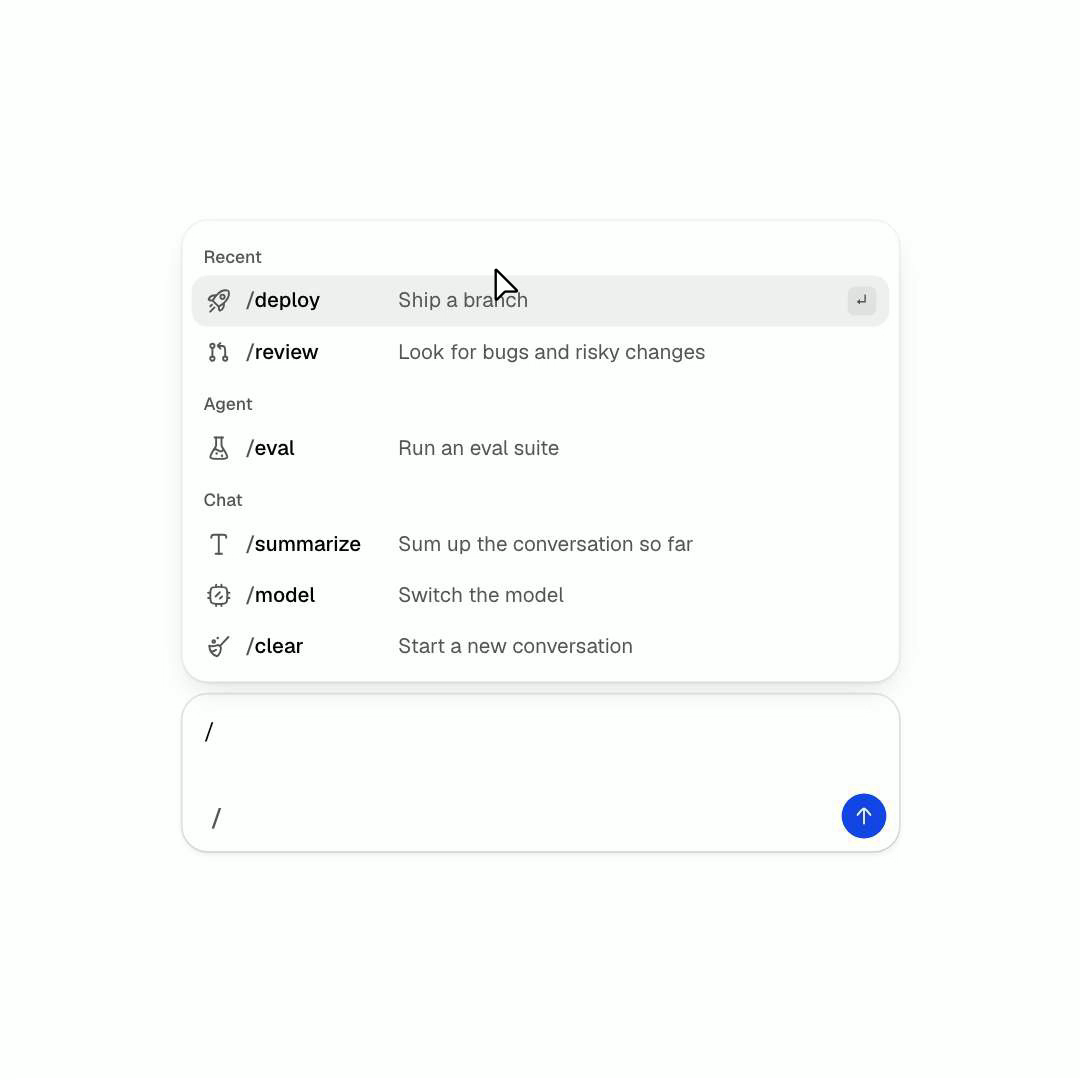 Recent
/deploy Ship a branch ↵
/review Look for bugs and risky changes
Agent
/eval Run an eval suite
Chat
/summarize Sum up the conversation so far
/model Switch the model
/clear Start a new conversation
/
/